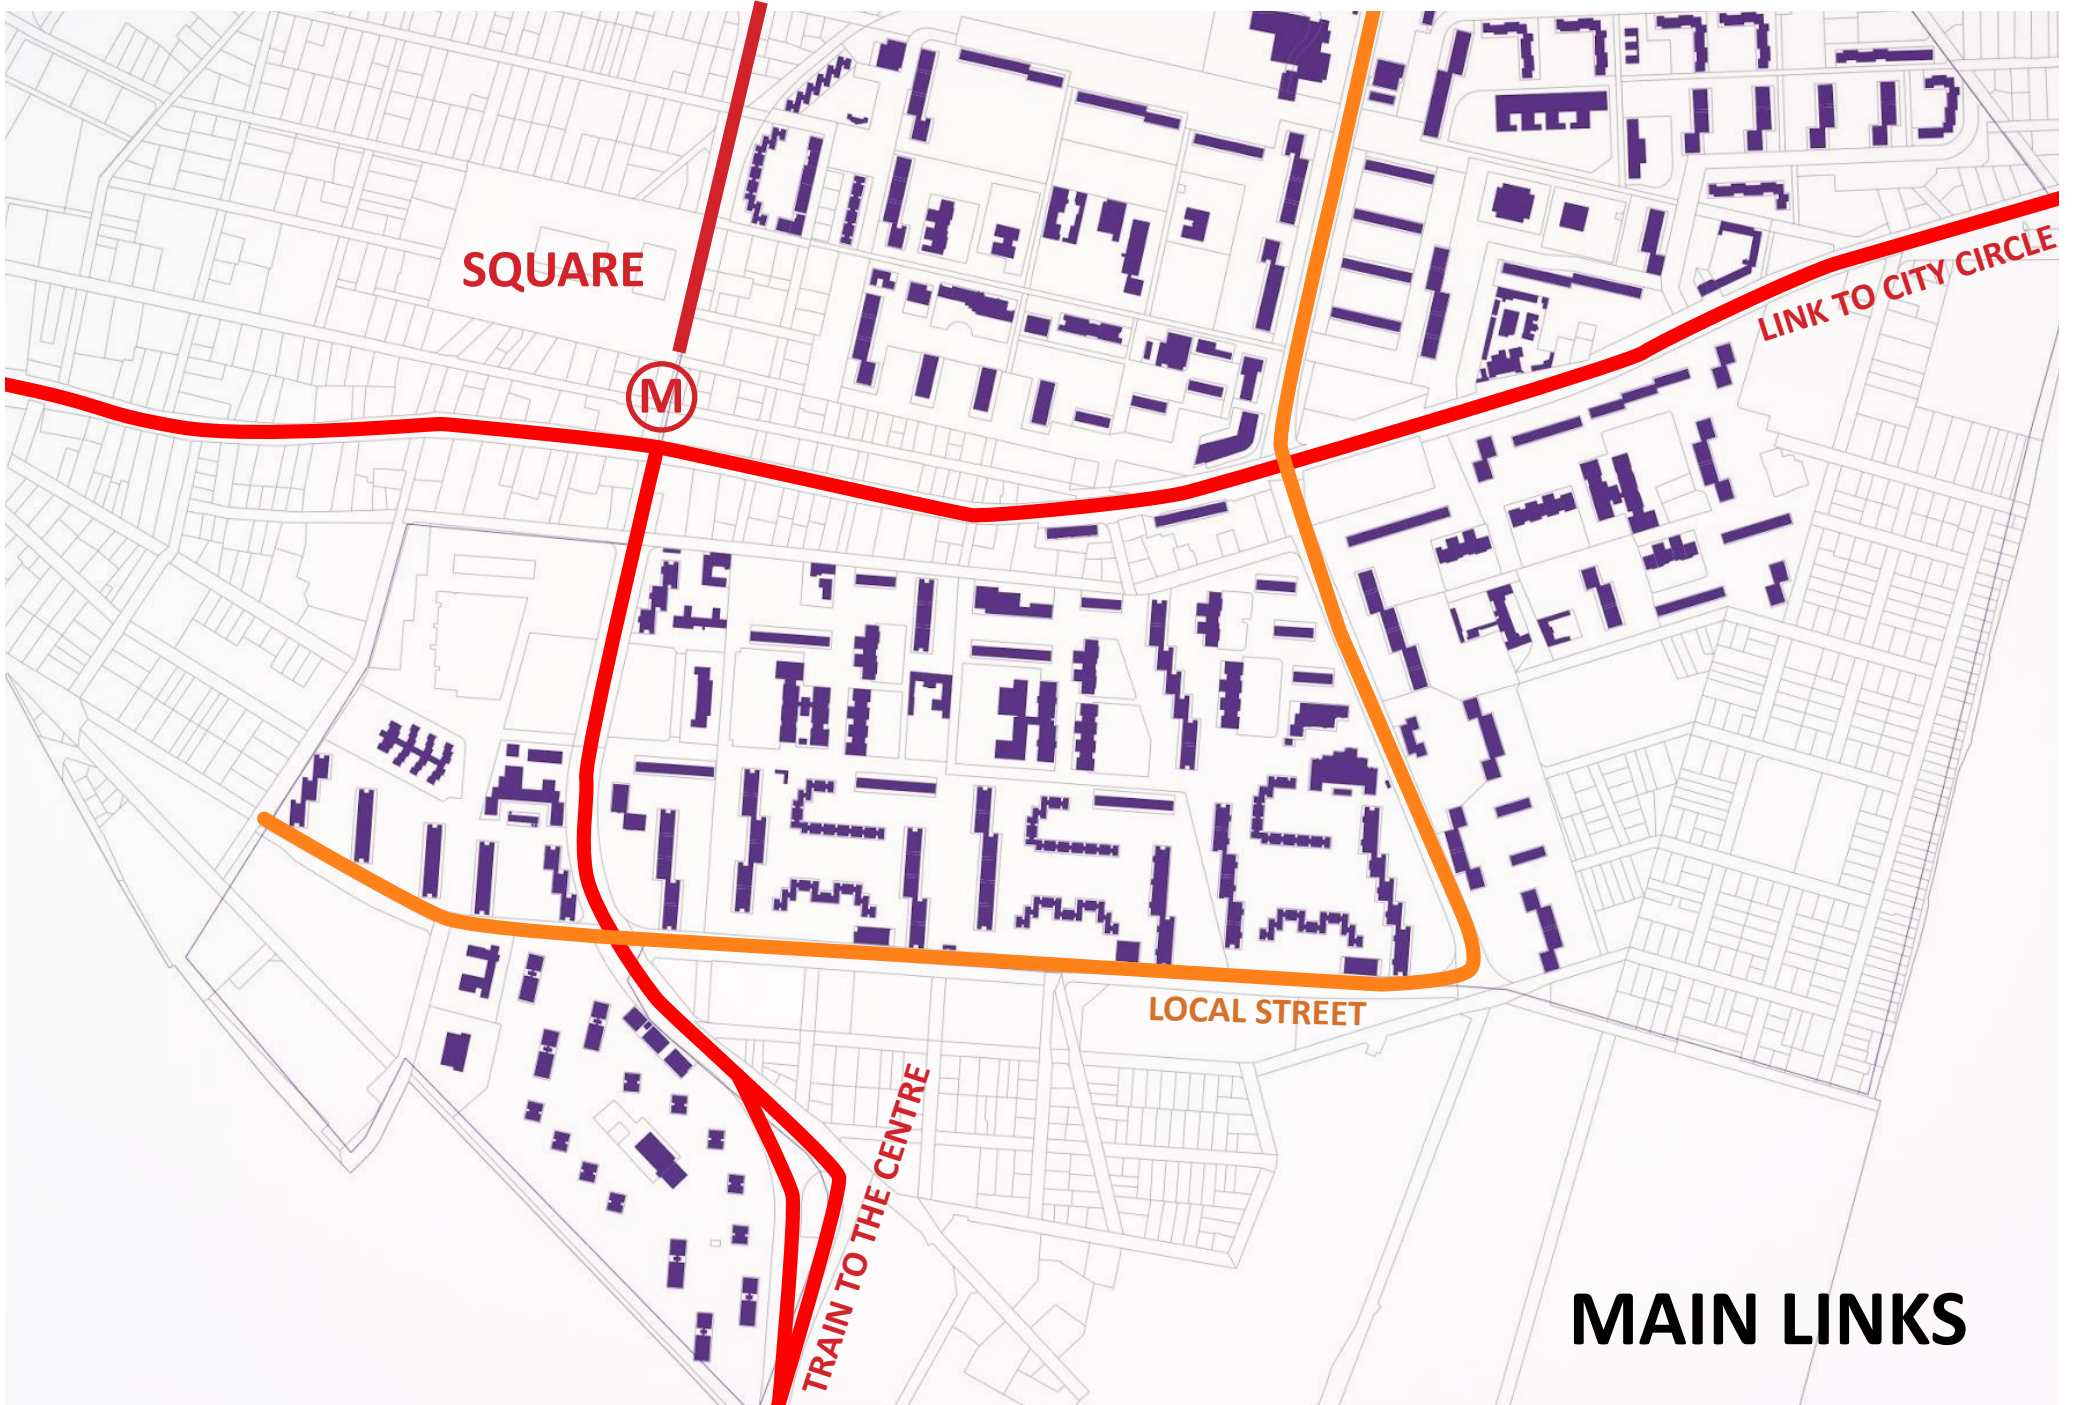 SQUARE
M
LINK TO CITY CIRCLE
LOCAL STREET
TRAIN TO THE CENTRE
MAIN LINKS